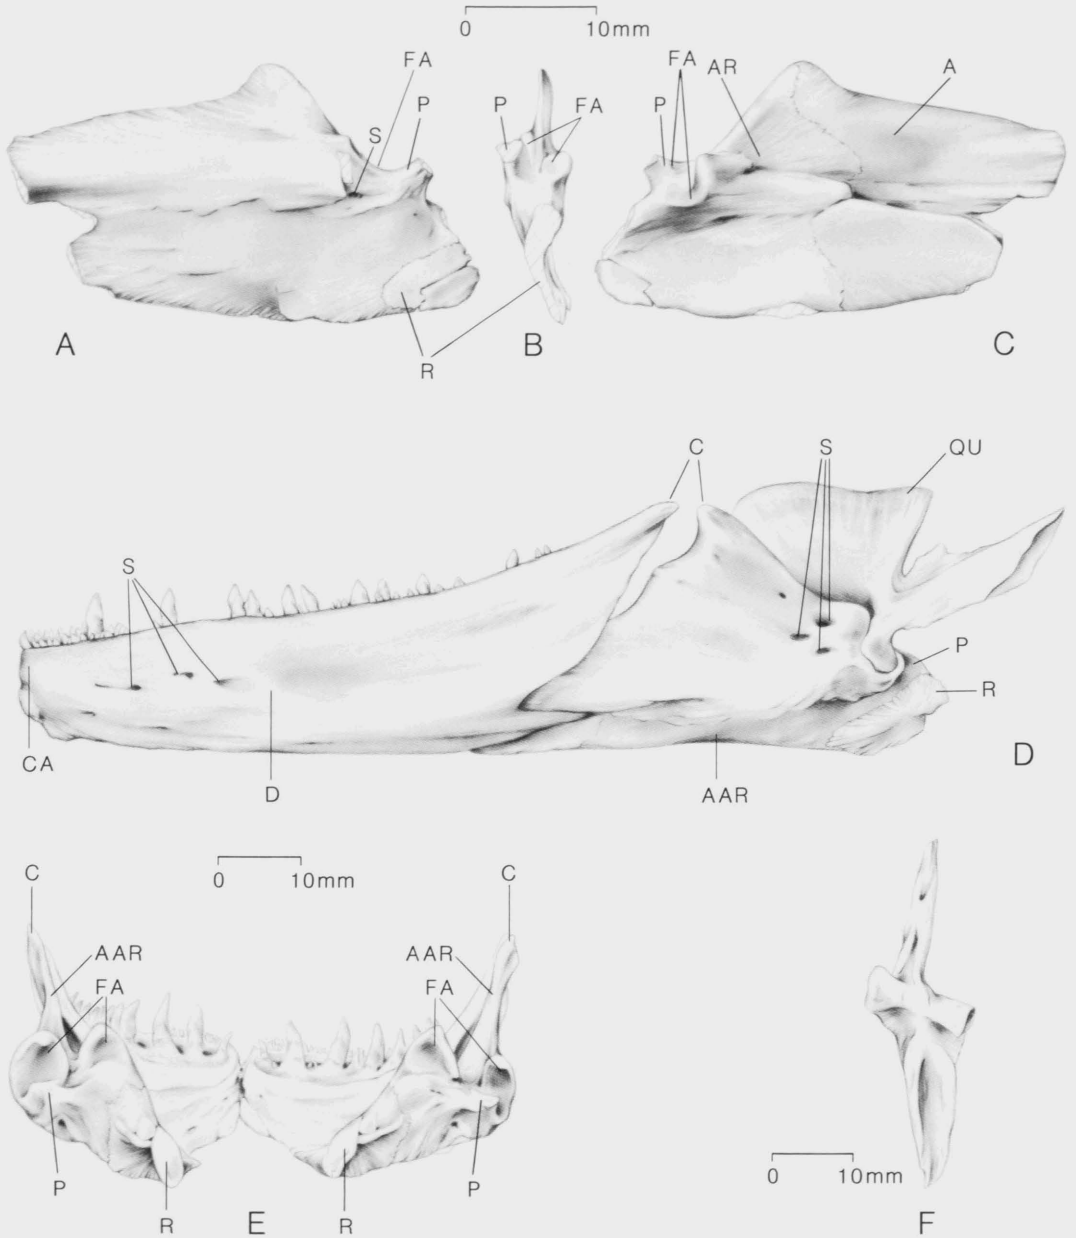 0 10mm
FA FA AR A
P P FA P
S
A B C
R
C S QU
S
P
R
CA D AAR D
0 10mm
C C
AAR AAR
FA FA
P P
R E R
0 10mm
F